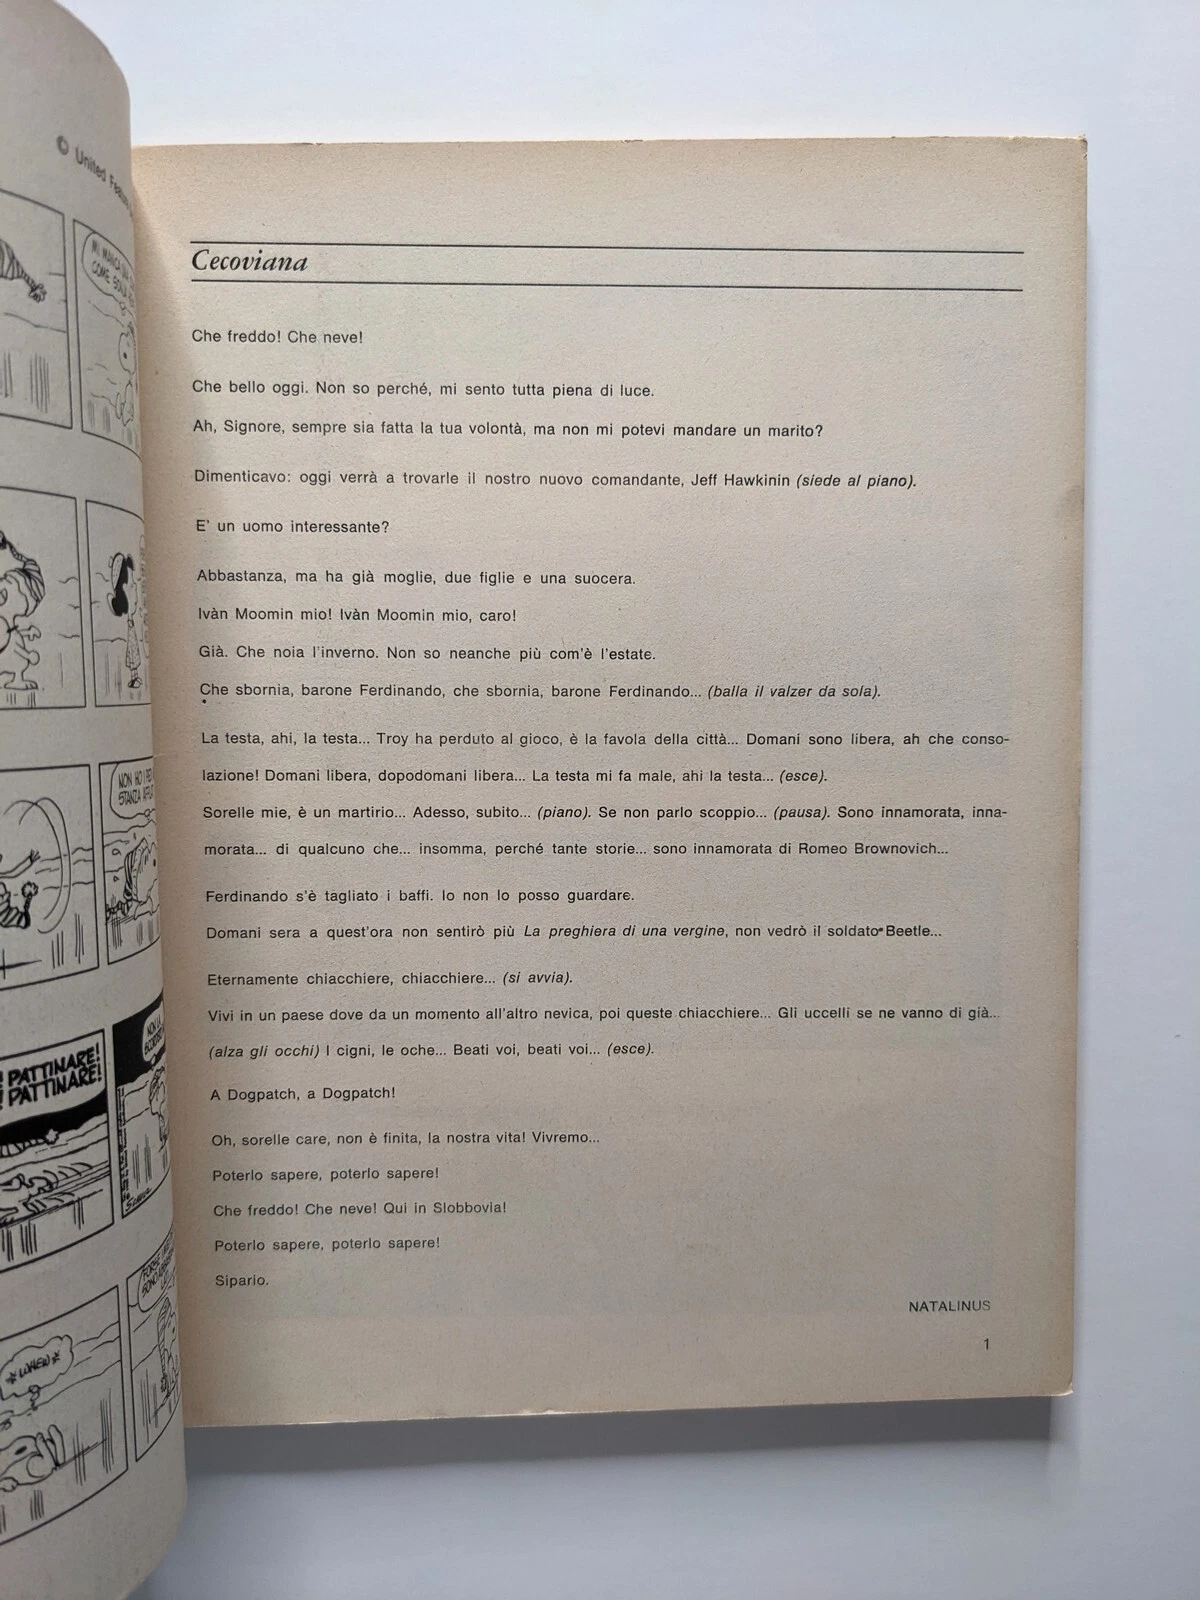 © United Feature
MI MANCA
COME
NON HO
STANZA
PATTINARE!
PATTINARE!
NON LA
FORSE
SONO
*WHEW*
Cecoviana
Che freddo! Che neve!
Che bello oggi. Non so perché, mi sento tutta piena di luce.
Ah, Signore, sempre sia fatta la tua volontà, ma non mi potevi mandare un marito?
Dimenticavo: oggi verrà a trovarle il nostro nuovo comandante, Jeff Hawkinin (siede al piano).
E' un uomo interessante?
Abbastanza, ma ha già moglie, due figlie e una suocera.
Ivàn Moomin mio! Ivàn Moomin mio, caro!
Già. Che noia l'inverno. Non so neanche più com'è l'estate.
Che sbornia, barone Ferdinando, che sbornia, barone Ferdinando... (balla il valzer da sola).
La testa, ahi, la testa... Troy ha perduto al gioco, è la favola della città... Domani sono libera, ah che conso-
lazione! Domani libera, dopodomani libera... La testa mi fa male, ahi la testa... (esce).
Sorelle mie, è un martirio... Adesso, subito... (piano). Se non parlo scoppio... (pausa). Sono innamorata, inna-
morata... di qualcuno che... insomma, perché tante storie... sono innamorata di Romeo Brownovich...
Ferdinando s'è tagliato i baffi. Io non lo posso guardare.
Domani sera a quest'ora non sentirò più La preghiera di una vergine, non vedrò il soldato Beetle...
Eternamente chiacchiere, chiacchiere... (si avvia).
Vivi in un paese dove da un momento all'altro nevica, poi queste chiacchiere... Gli uccelli se ne vanno di già...
(alza gli occhi) I cigni, le oche... Beati voi, beati voi... (esce).
A Dogpatch, a Dogpatch!
Oh, sorelle care, non è finita, la nostra vita! Vivremo...
Poterlo sapere, poterlo sapere!
Che freddo! Che neve! Qui in Slobbovia!
Poterlo sapere, poterlo sapere!
Sipario.
NATALINUS
1